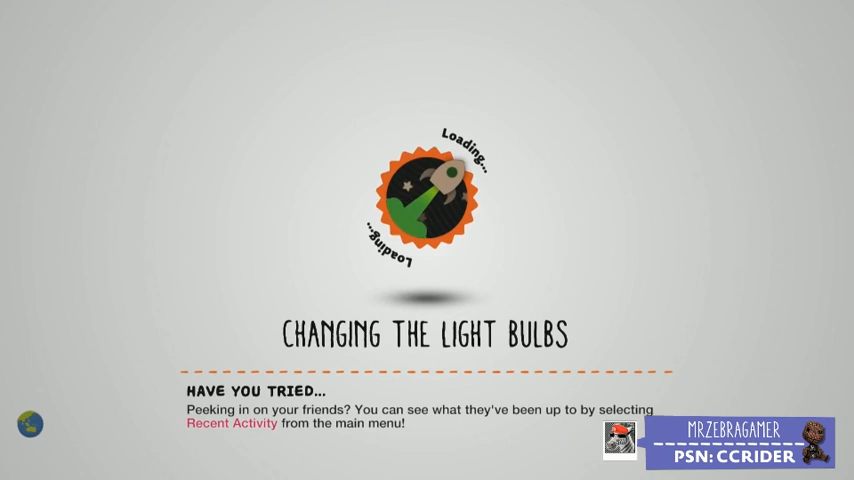 Loading...
Loading...
CHANGING THE LIGHT BULBS
HAVE YOU TRIED...
Peeking in on your friends? You can see what they've been up to by selecting
Recent Activity from the main menu!
MRZEBRAGAMER
PSN: CCRIDER